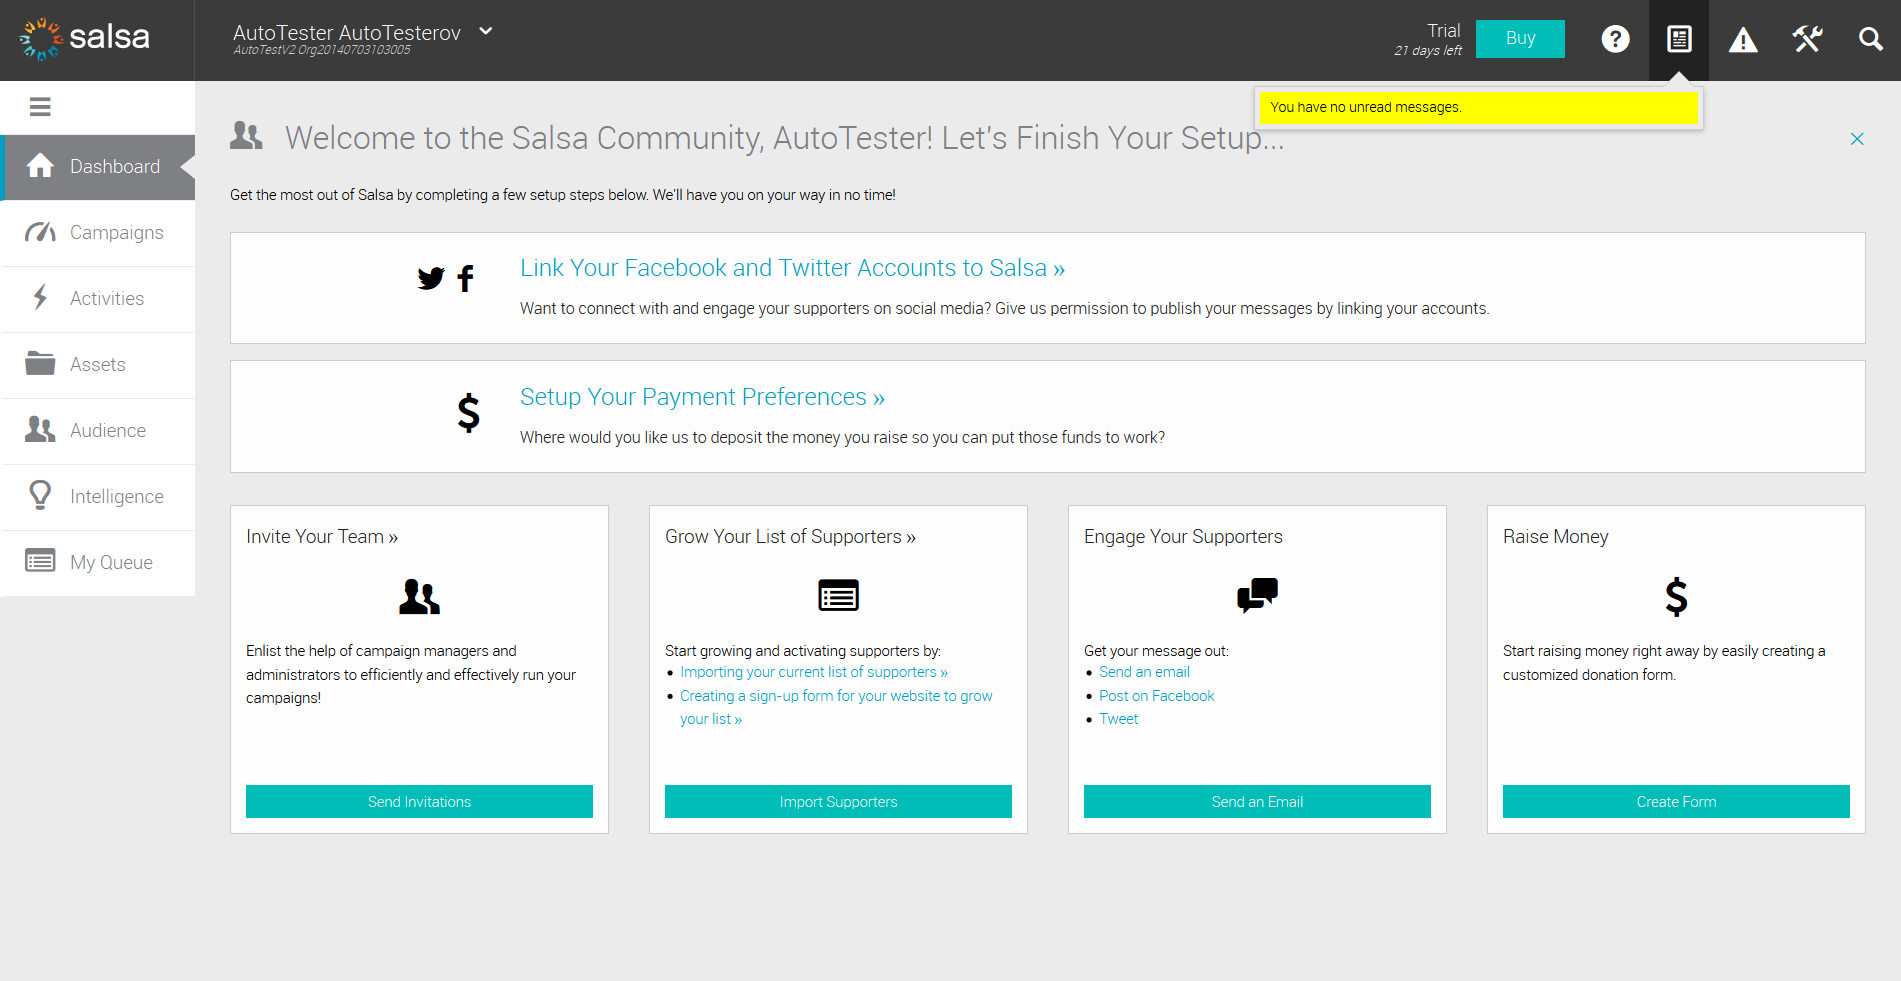 salsa
AutoTester AutoTesterov
AutoTestV2 Org20140703103005
Trial
21 days left
Buy
You have no unread messages.
Dashboard
Campaigns
Activities
Assets
Audience
Intelligence
My Queue
Welcome to the Salsa Community, AutoTester! Let's Finish Your Setup...
Get the most out of Salsa by completing a few setup steps below. We'll have you on your way in no time!
Link Your Facebook and Twitter Accounts to Salsa »
Want to connect with and engage your supporters on social media? Give us permission to publish your messages by linking your accounts.
Setup Your Payment Preferences »
Where would you like us to deposit the money you raise so you can put those funds to work?
Invite Your Team »
Enlist the help of campaign managers and
administrators to efficiently and effectively run your
campaigns!
Send Invitations
Grow Your List of Supporters »
Start growing and activating supporters by:
• Importing your current list of supporters »
• Creating a sign-up form for your website to grow
your list »
Import Supporters
Engage Your Supporters
Get your message out:
• Send an email
• Post on Facebook
• Tweet
Send an Email
Raise Money
Start raising money right away by easily creating a
customized donation form.
Create Form